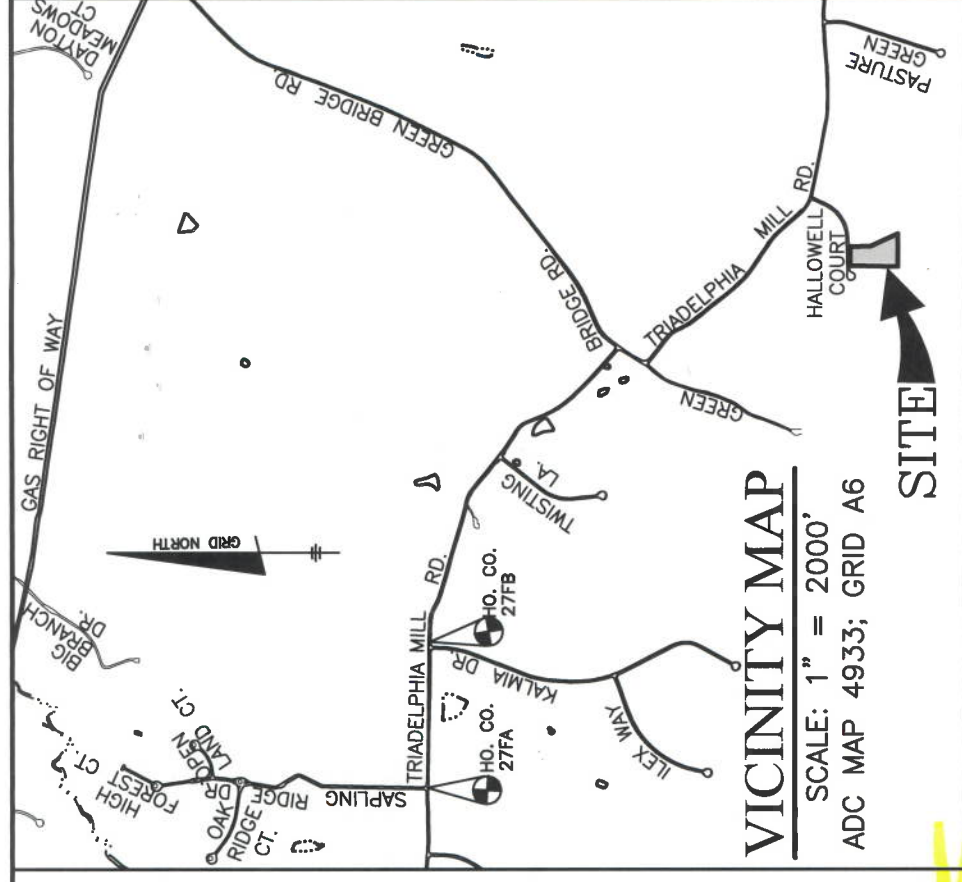 DAYTON
MEADOWS
CT
GAS RIGHT OF WAY
GREEN BRIDGE RD.
BRIDGE RD.
GREEN
PASTURE
GREEN
TRIADELPHIA
MILL
RD.
HALLOWELL
COURT
SITE
GRID NORTH
BIG
BRANCH
DR.
HIGH
FOREST
CT.
OPEN
LAND CT.
OAK
RIDGE
CT.
SAPLING
RIDGE
DR.
TRIADELPHIA MILL
RD.
TWISTING
LA.
HO. CO.
27FA
HO. CO.
27FB
KALMIA
DR.
ILEX WAY
VICINITY MAP
SCALE: 1" = 2000'
ADC MAP 4933; GRID A6